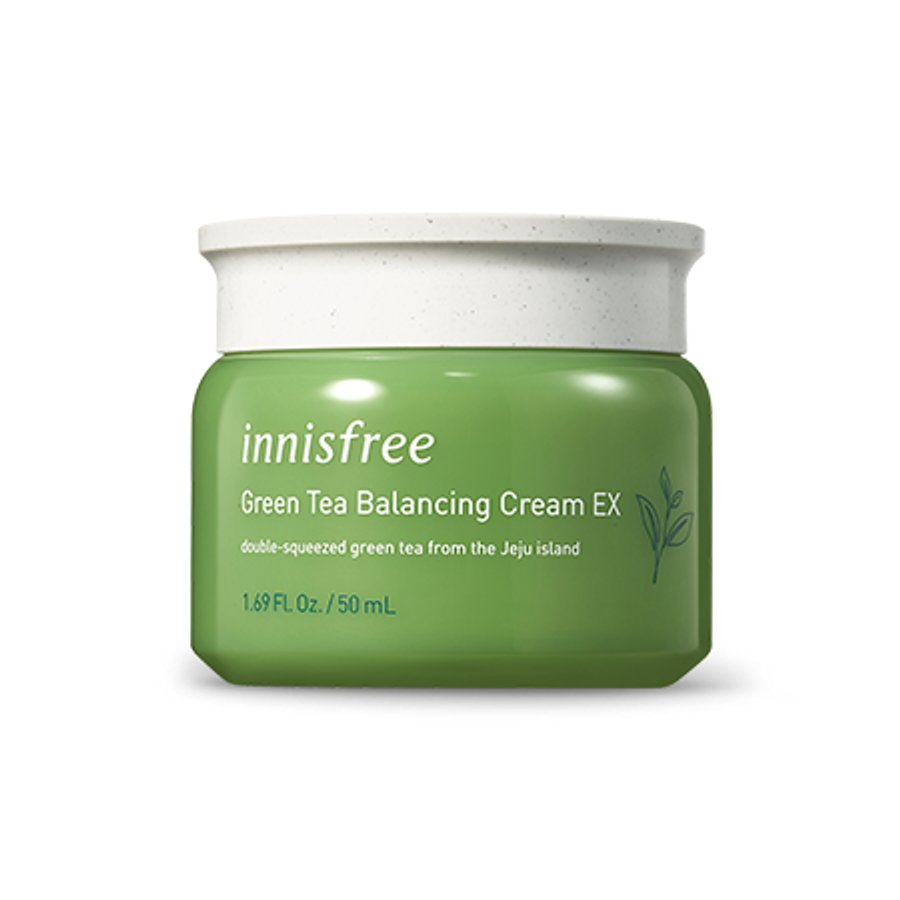 innisfree
Green Tea Balancing Cream EX
double-squeezed green tea from the Jeju island
1.69 Fl. Oz. / 50 mL